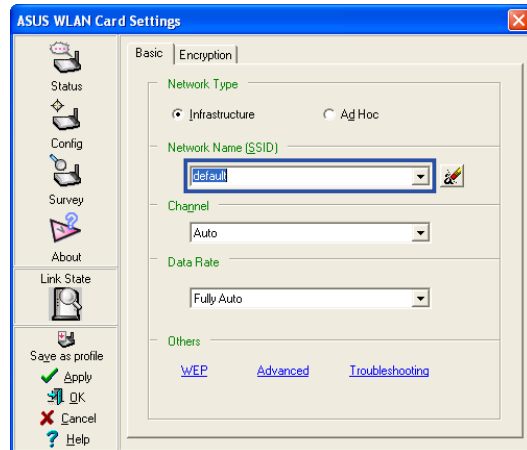 ASUS WLAN Card Settings
Status
Config
Survey
About
Link State
Save as profile
Apply
OK
Cancel
Help
Basic
Encryption
Network Type
Infrastructure
Ad Hoc
Network Name (SSID)
default
Channel
Auto
Data Rate
Fully Auto
Others
WEP Advanced Troubleshooting